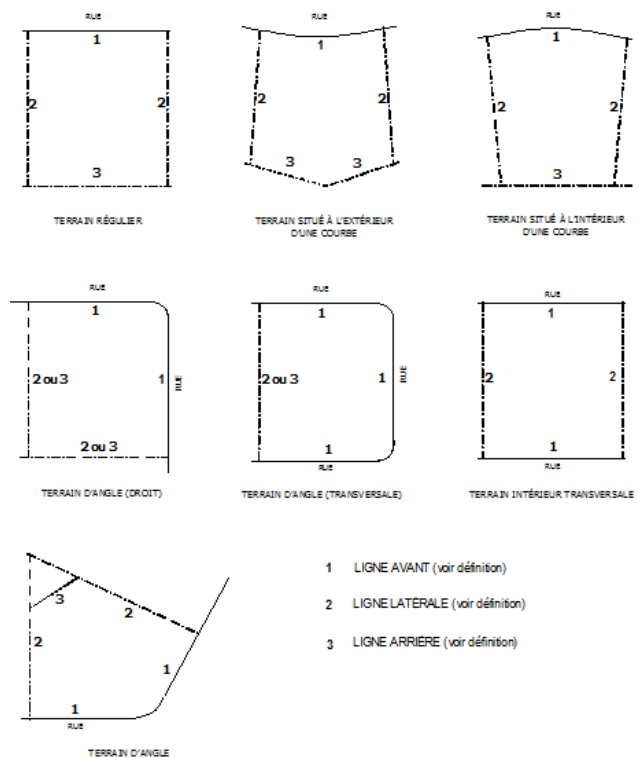 RUE
1
2
2
3
TERRAIN RÉGULIER
RUE
1
2
2
3
3
TERRAIN SITUÉ À L'EXTÉRIEUR
D'UNE COURBE
RUE
1
2
2
3
TERRAIN SITUÉ À L'INTÉRIEUR
D'UNE COURBE
RUE
1
2 ou 3
1
RUE
2 ou 3
TERRAIN D'ANGLE (DROIT)
RUE
1
2 ou 3
1
RUE
1
RUE
TERRAIN D'ANGLE (TRANSVERSALE)
RUE
1
2
2
1
RUE
TERRAIN INTÉRIEUR TRANSVERSALE
3
2
2
1
1
RUE
TERRAIN D'ANGLE
1 LIGNE AVANT (voir définition)
2 LIGNE LATÉRALE (voir définition)
3 LIGNE ARRIÈRE (voir définition)